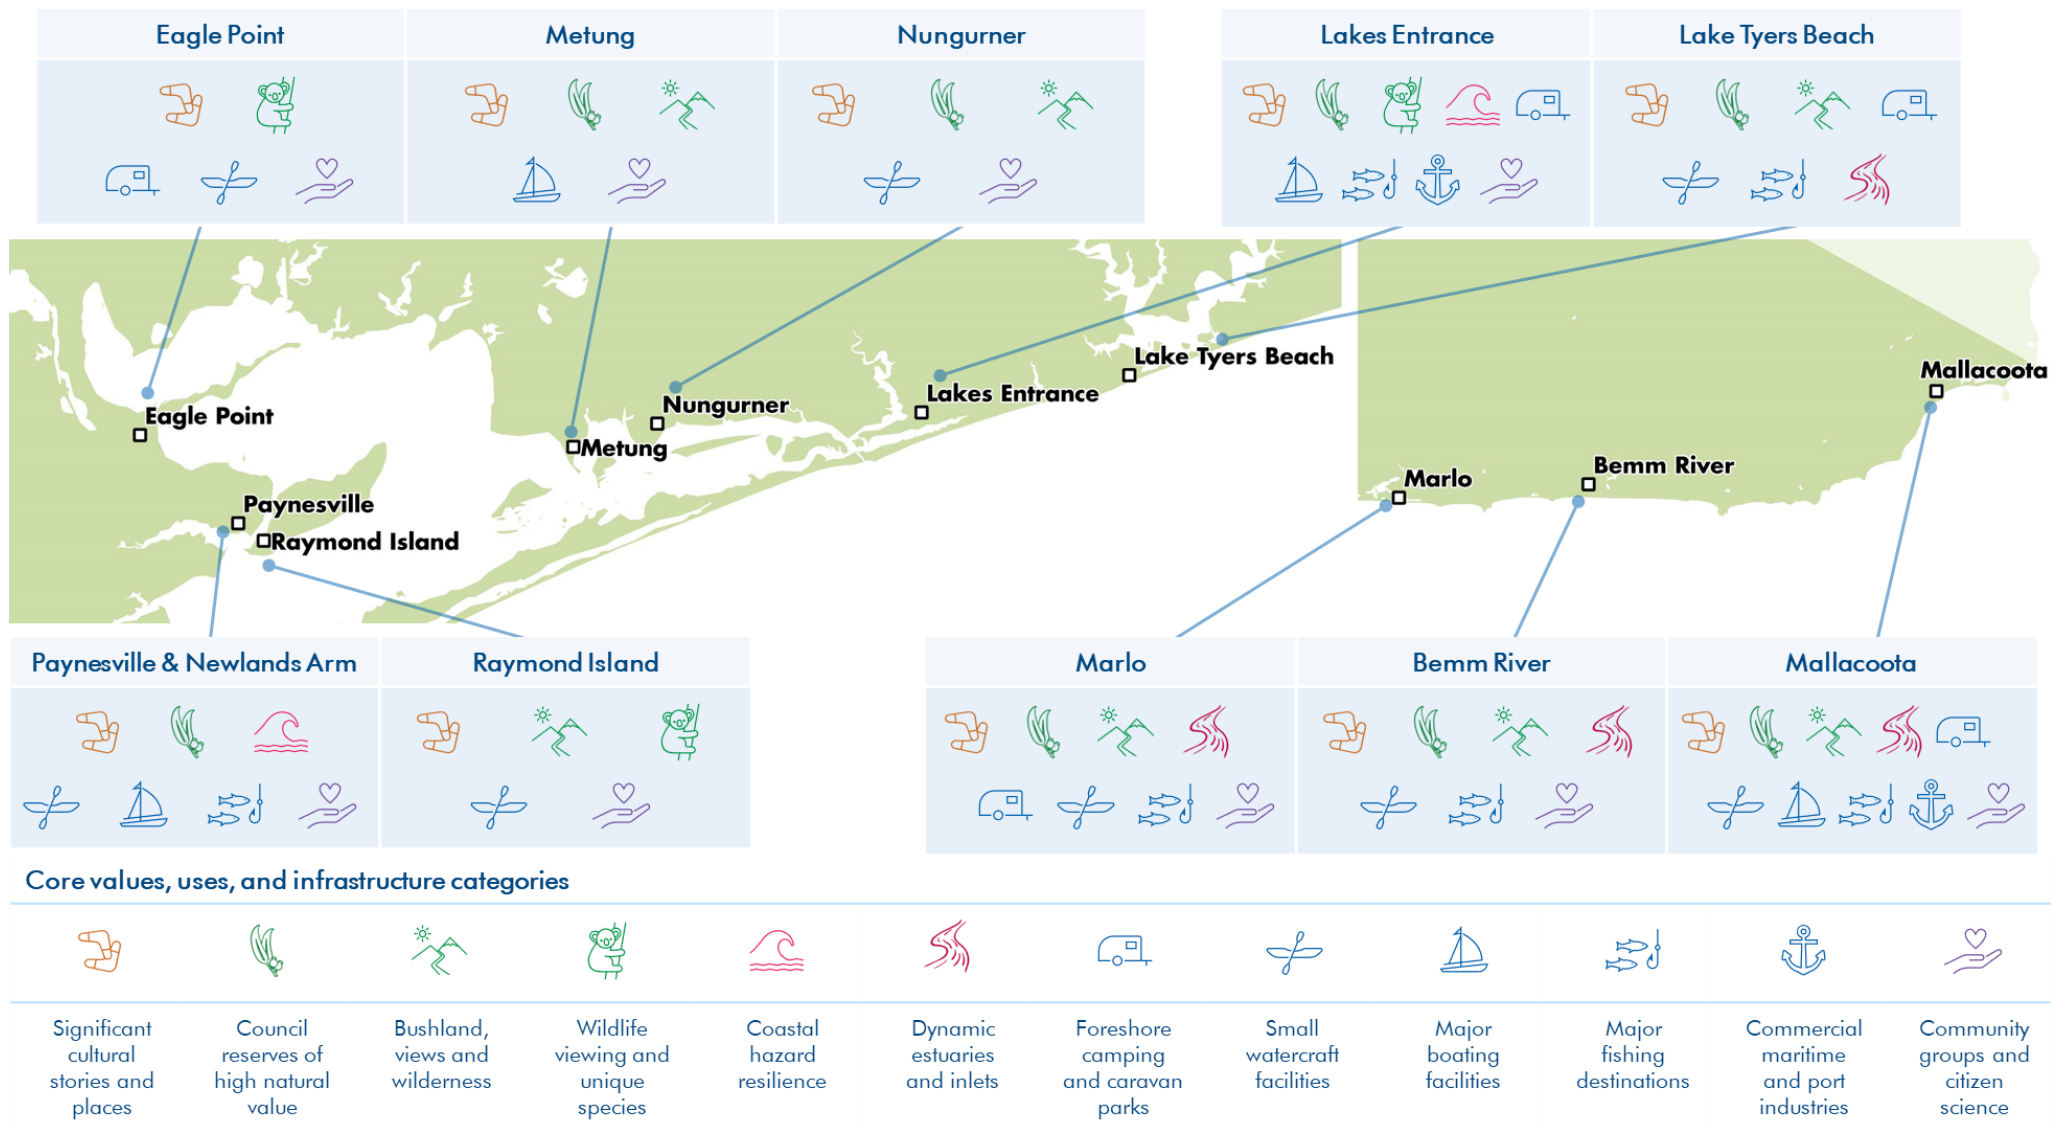 Eagle Point
Metung
Nungurner
Lakes Entrance
Lake Tyers Beach
Lake Tyers Beach
Mallacoota
Lakes Entrance
Nungurner
Eagle Point
Metung
Bemm River
Marlo
Paynesville
Raymond Island
Paynesville & Newlands Arm
Raymond Island
Marlo
Bemm River
Mallacoota
Core values, uses, and infrastructure categories
Significant
cultural
stories and
places
Council
reserves of
high natural
value
Bushland,
views and
wilderness
Wildlife
viewing and
unique
species
Coastal
hazard
resilience
Dynamic
estuaries
and inlets
Foreshore
camping
and caravan
parks
Small
watercraft
facilities
Major
boating
facilities
Major
fishing
destinations
Commercial
maritime
and port
industries
Community
groups and
citizen
science